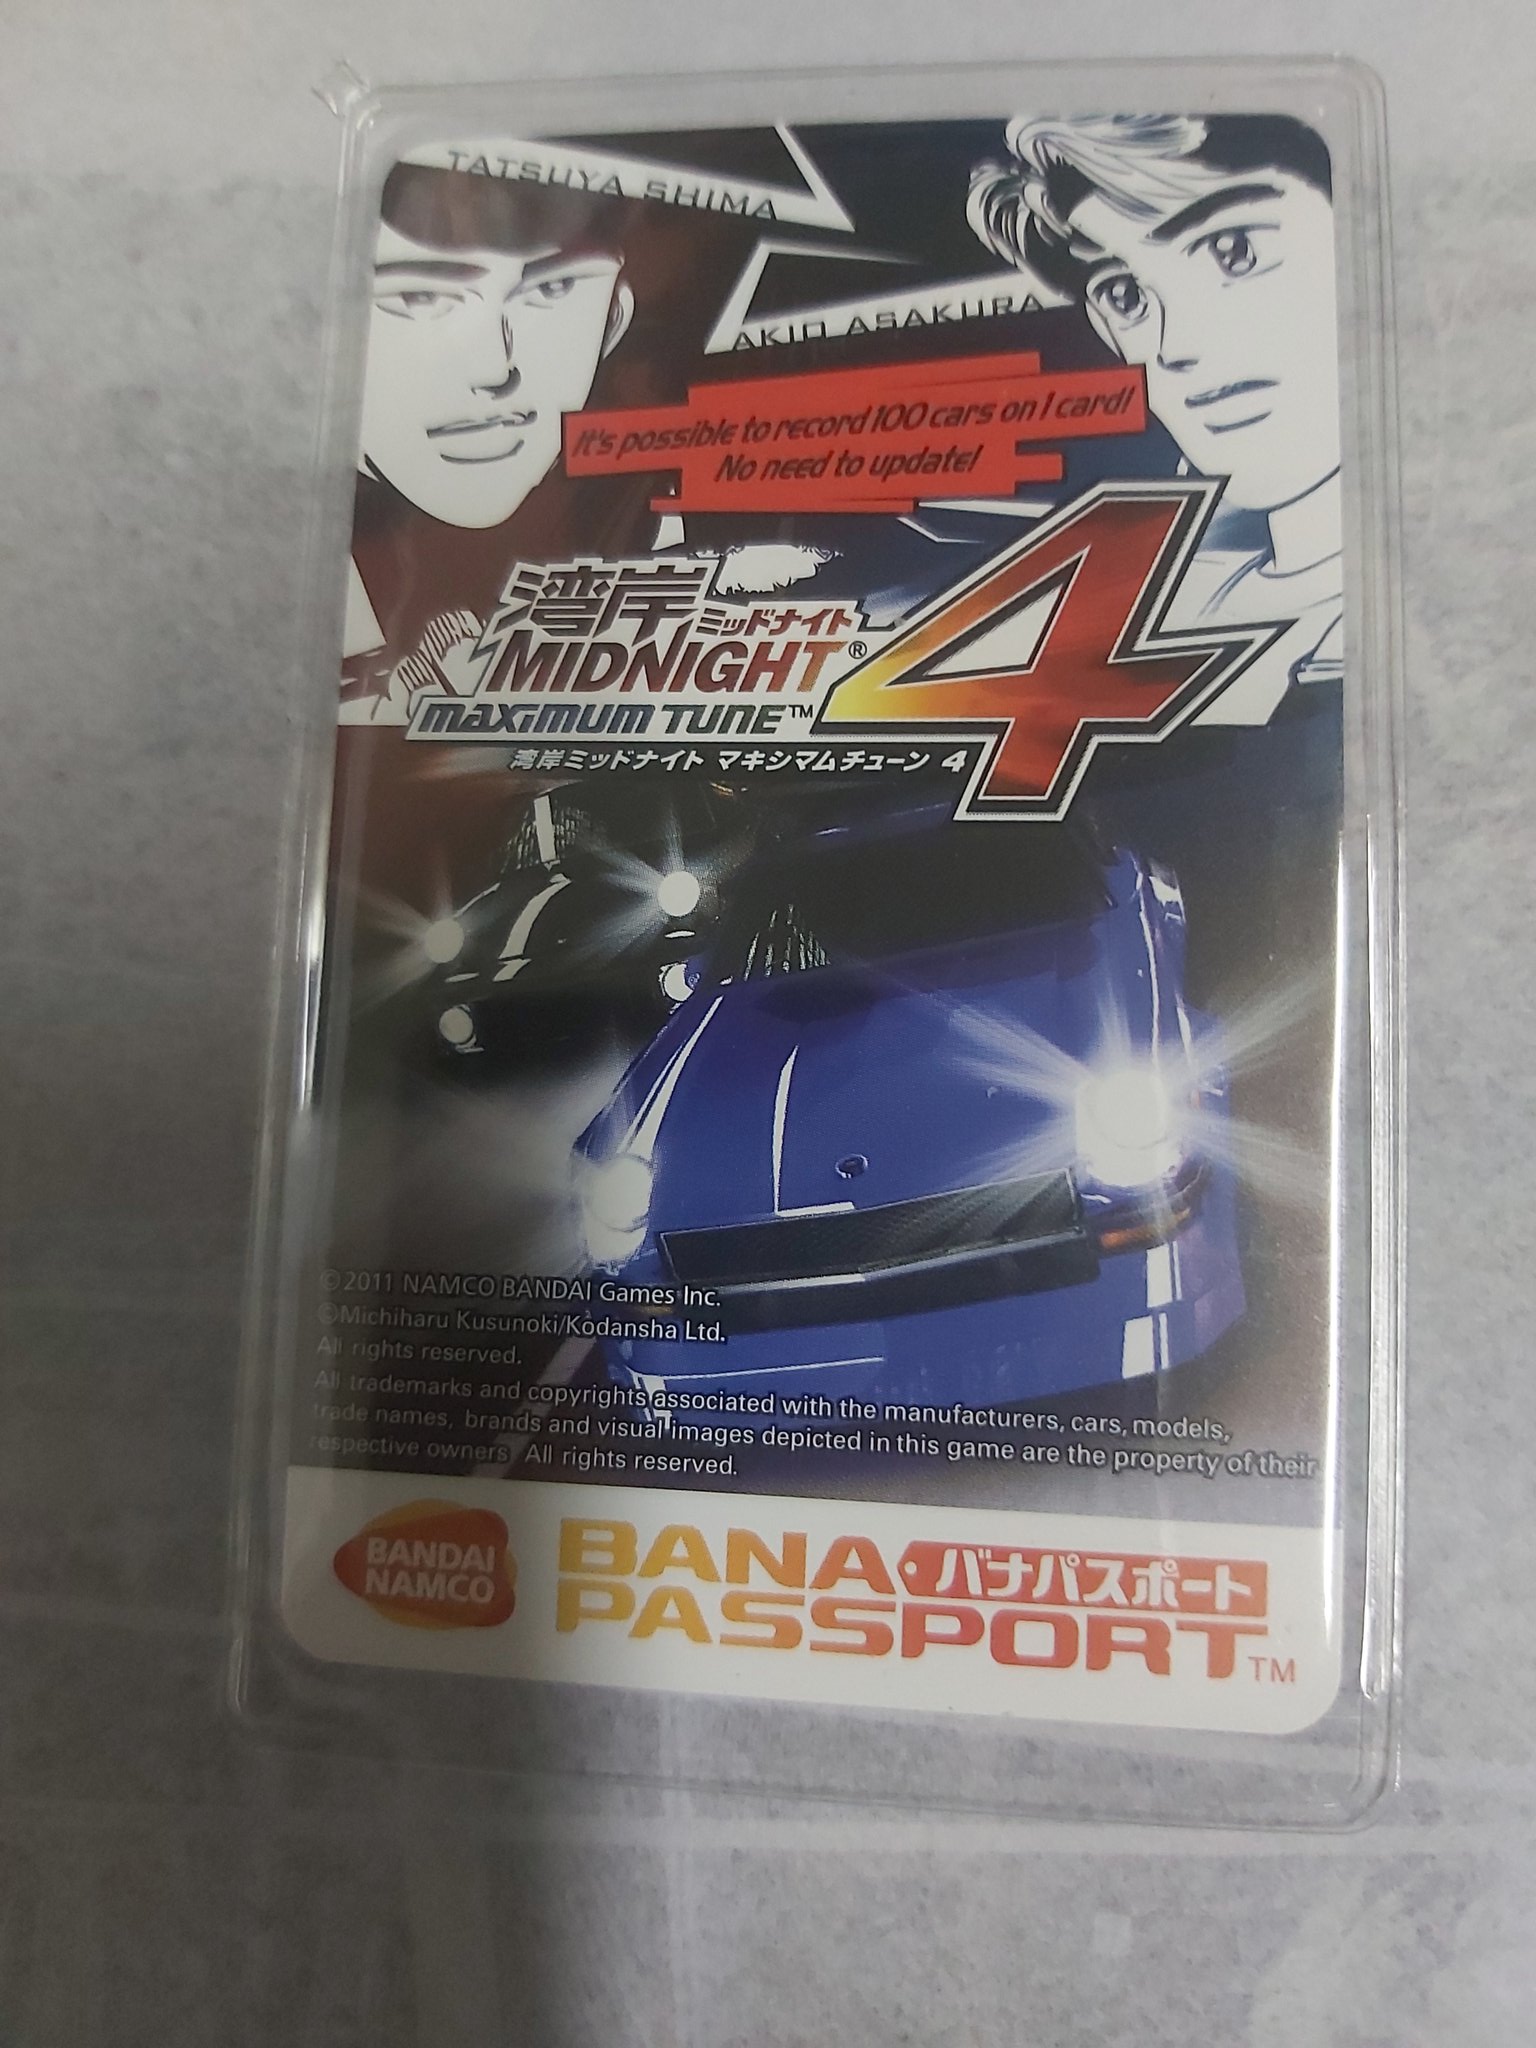 TATSUYA SHIMA
AKIO ASAKURA
It's possible to record 100 cars on 1 card!
No need to update!
湾岸ミッドナイト
MIDNIGHT®
MAXIMUM TUNE™ 4
湾岸ミッドナイト マキシマムチューン 4
©2011 NAMCO BANDAI Games Inc.
©Michiharu Kusunoki/Kodansha Ltd.
All rights reserved.
All trademarks and copyrights associated with the manufacturers, cars, models,
trade names, brands and visual images depicted in this game are the property of their
respective owners. All rights reserved.
BANDAI
NAMCO
BANA バナパスポート
PASSPORT™